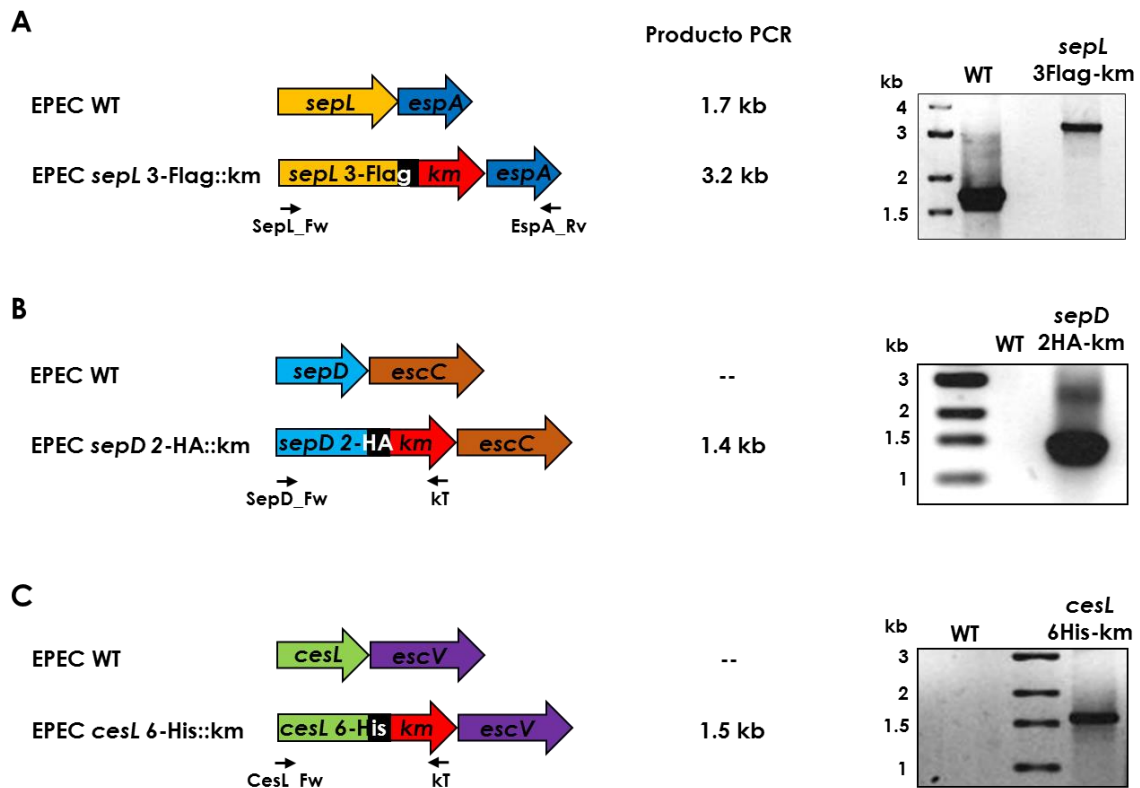 A
Producto PCR
sepL
3Flag-km
kb
WT
EPEC WT
sepL
espA
1.7 kb
4
3
EPEC sepL 3-Flag::km
sepL 3-Flag
km
espA
3.2 kb
2
1.5
SepL_Fw
EspA_Rv
B
sepD
2HA-km
kb
WT
EPEC WT
sepD
escC
--
3
2
EPEC sepD 2-HA::km
sepD 2-HA
km
escC
1.4 kb
1.5
1
SepD_Fw
kT
C
cesL
6His-km
kb
WT
EPEC WT
cesL
escV
--
3
2
EPEC cesL 6-His::km
cesL 6-His
km
escV
1.5 kb
1.5
1
CesL_Fw
kT